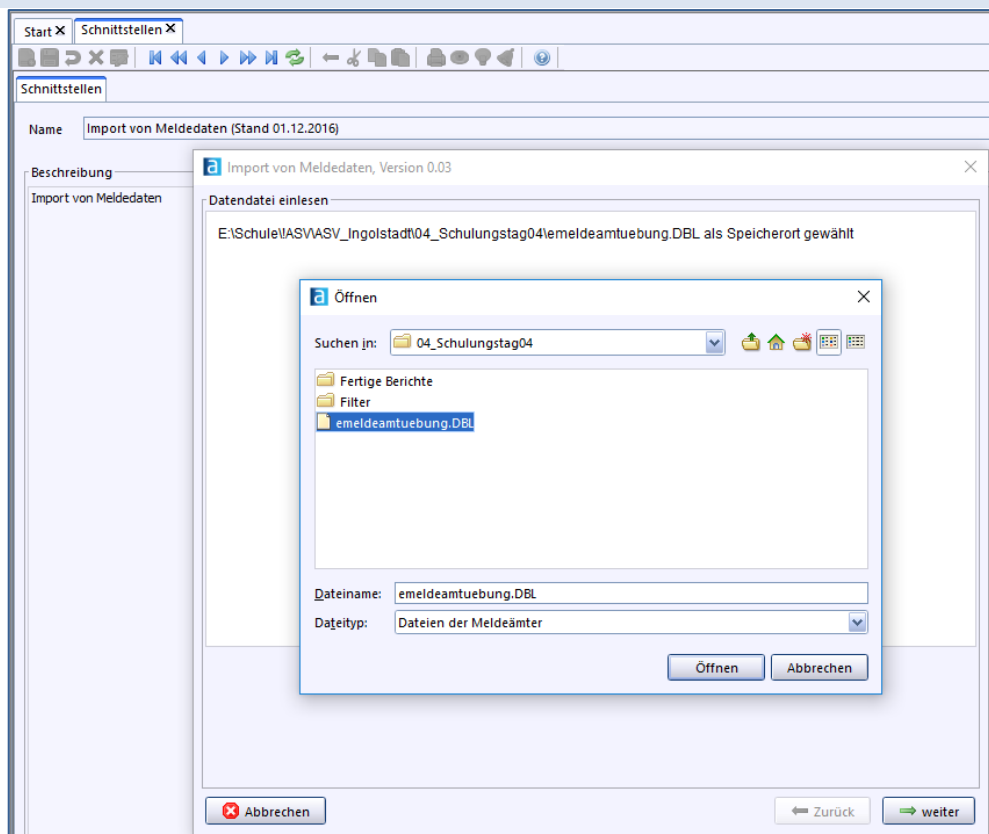 Start X Schnittstellen X
Schnittstellen
Name Import von Meldedaten (Stand 01.12.2016)
Beschreibung
Import von Meldedaten
Import von Meldedaten, Version 0.03
Datendatei einlesen
E:\Schule\!ASV\ASV_Ingolstadt\04_Schulungstag04\emeldeamtuebung.DBL als Speicherort gewählt
Öffnen
Suchen in: 04_Schulungstag04
Fertige Berichte
Filter
emeldeamtuebung.DBL
Dateiname: emeldeamtuebung.DBL
Dateityp: Dateien der Meldeämter
Öffnen Abbrechen
Abbrechen Zurück weiter